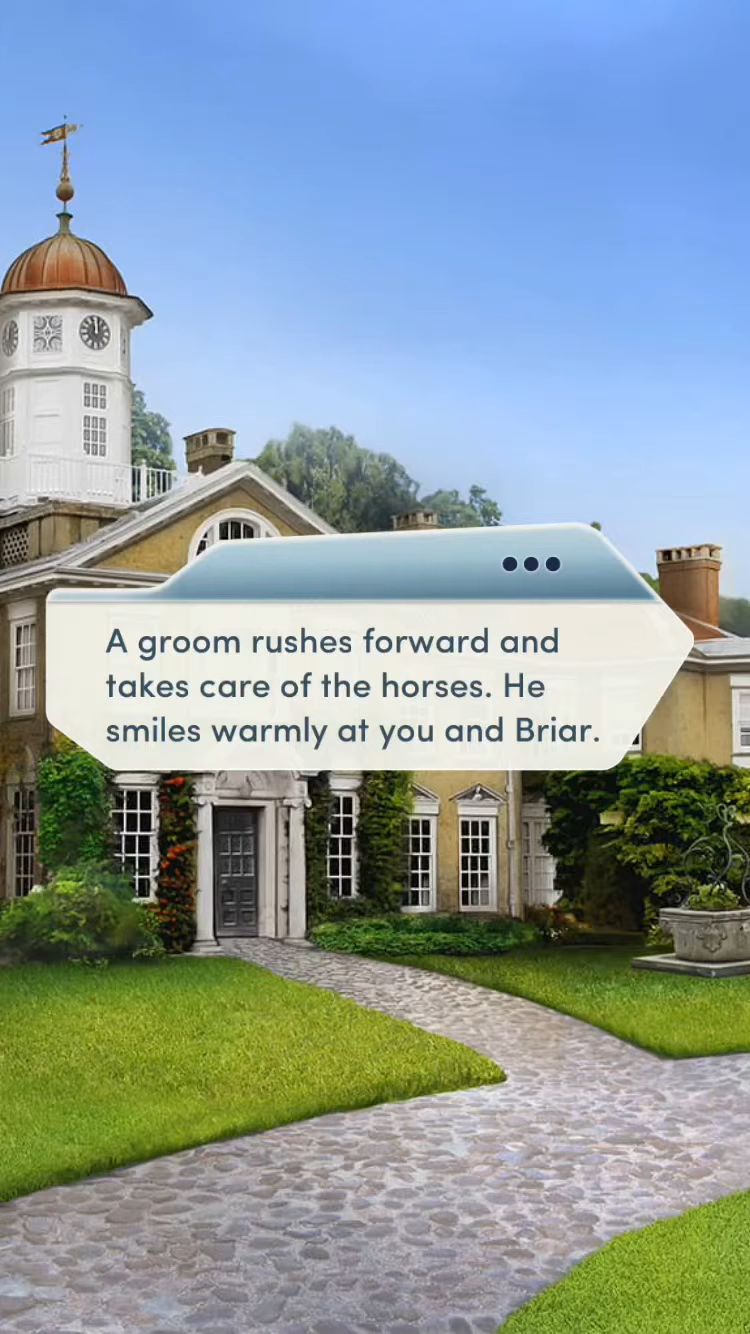 A groom rushes forward and
takes care of the horses. He
smiles warmly at you and Briar.